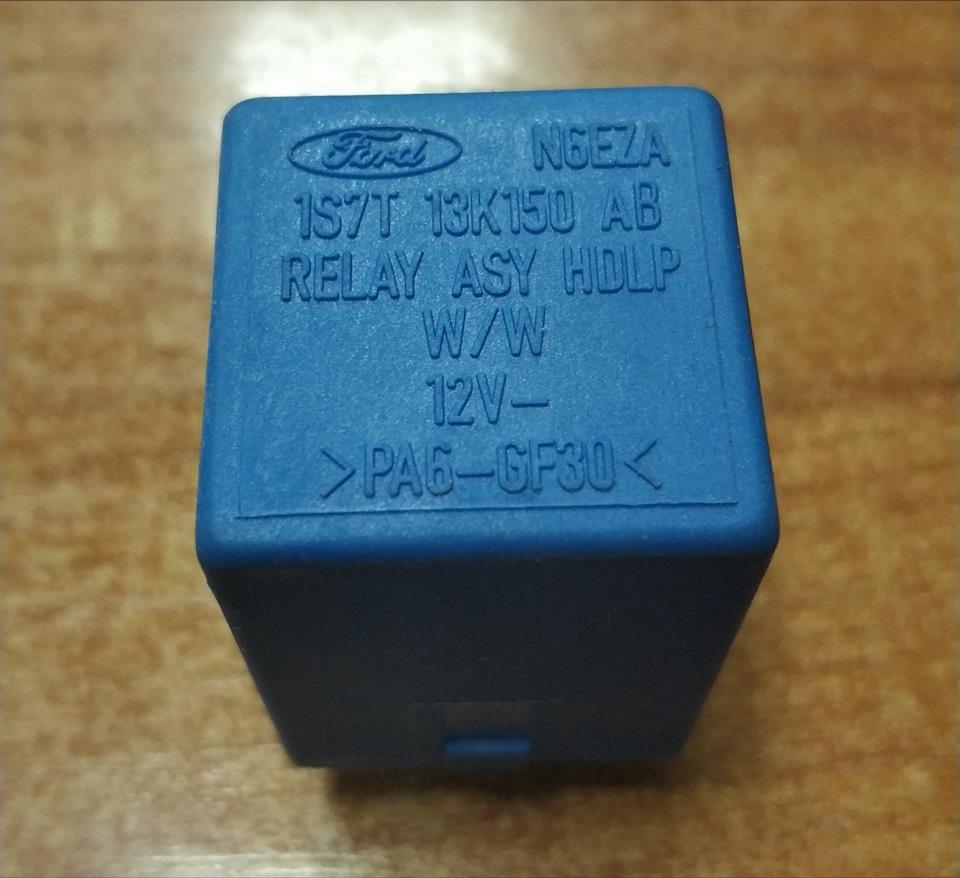 Ford N6EZA
1S7T 13K150 AB
RELAY ASY HDLP
W/W
12V-
>PA6-GF30<